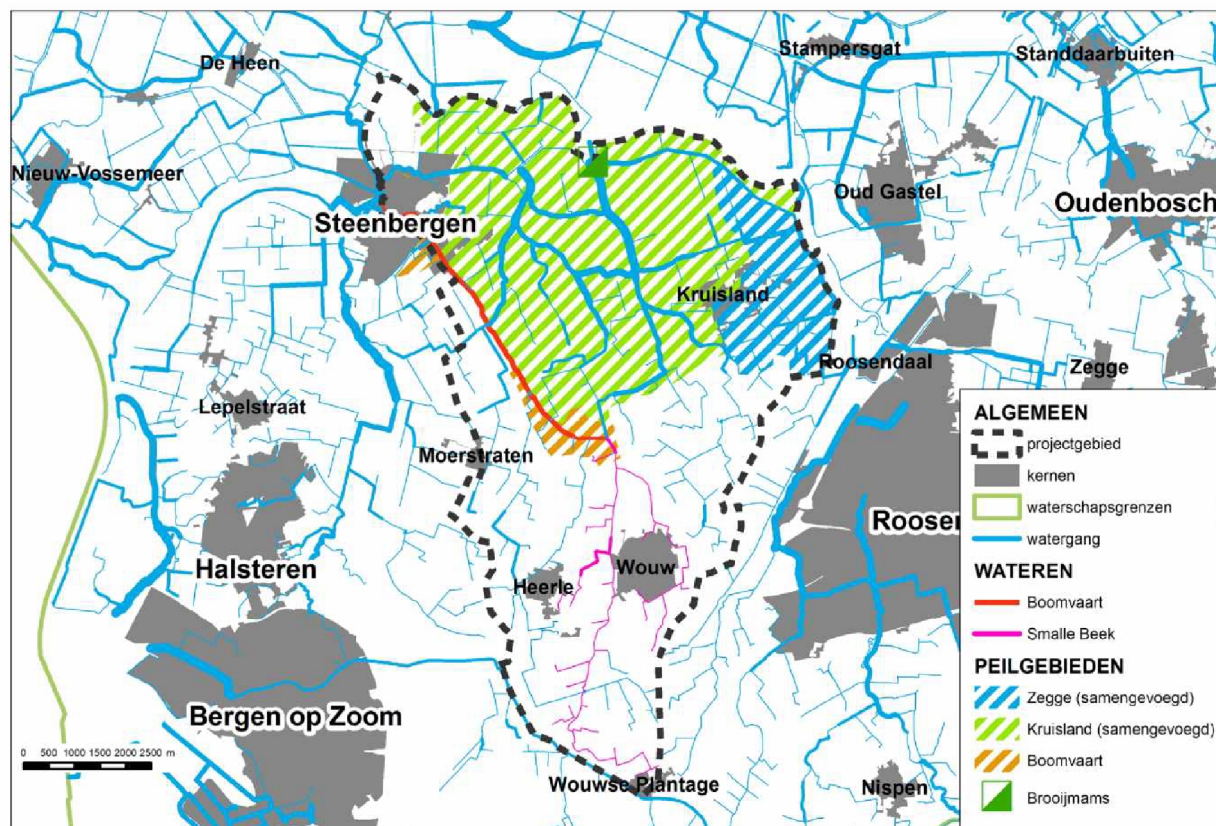 Stampersgat
Standdaarbuiten
De Heen
Nieuw-Vossemeer
Oud Gastel
Oudenbosch
Steenbergen
Kruisland
Roosendaal
Zegge
Lepelstraat
Moerstraten
Roosen
Halsteren
Heerle
Wouw
Bergen op Zoom
Wouwse Plantage
Nispen
0 500 1000 1500 2000 2500 m
ALGEMEEN
projectgebied
kernen
waterschapsgrenzen
watergang
WATEREN
Boomvaart
Smalle Beek
PEILGEBIEDEN
Zegge (samengevoegd)
Kruisland (samengevoegd)
Boomvaart
Brooijmams